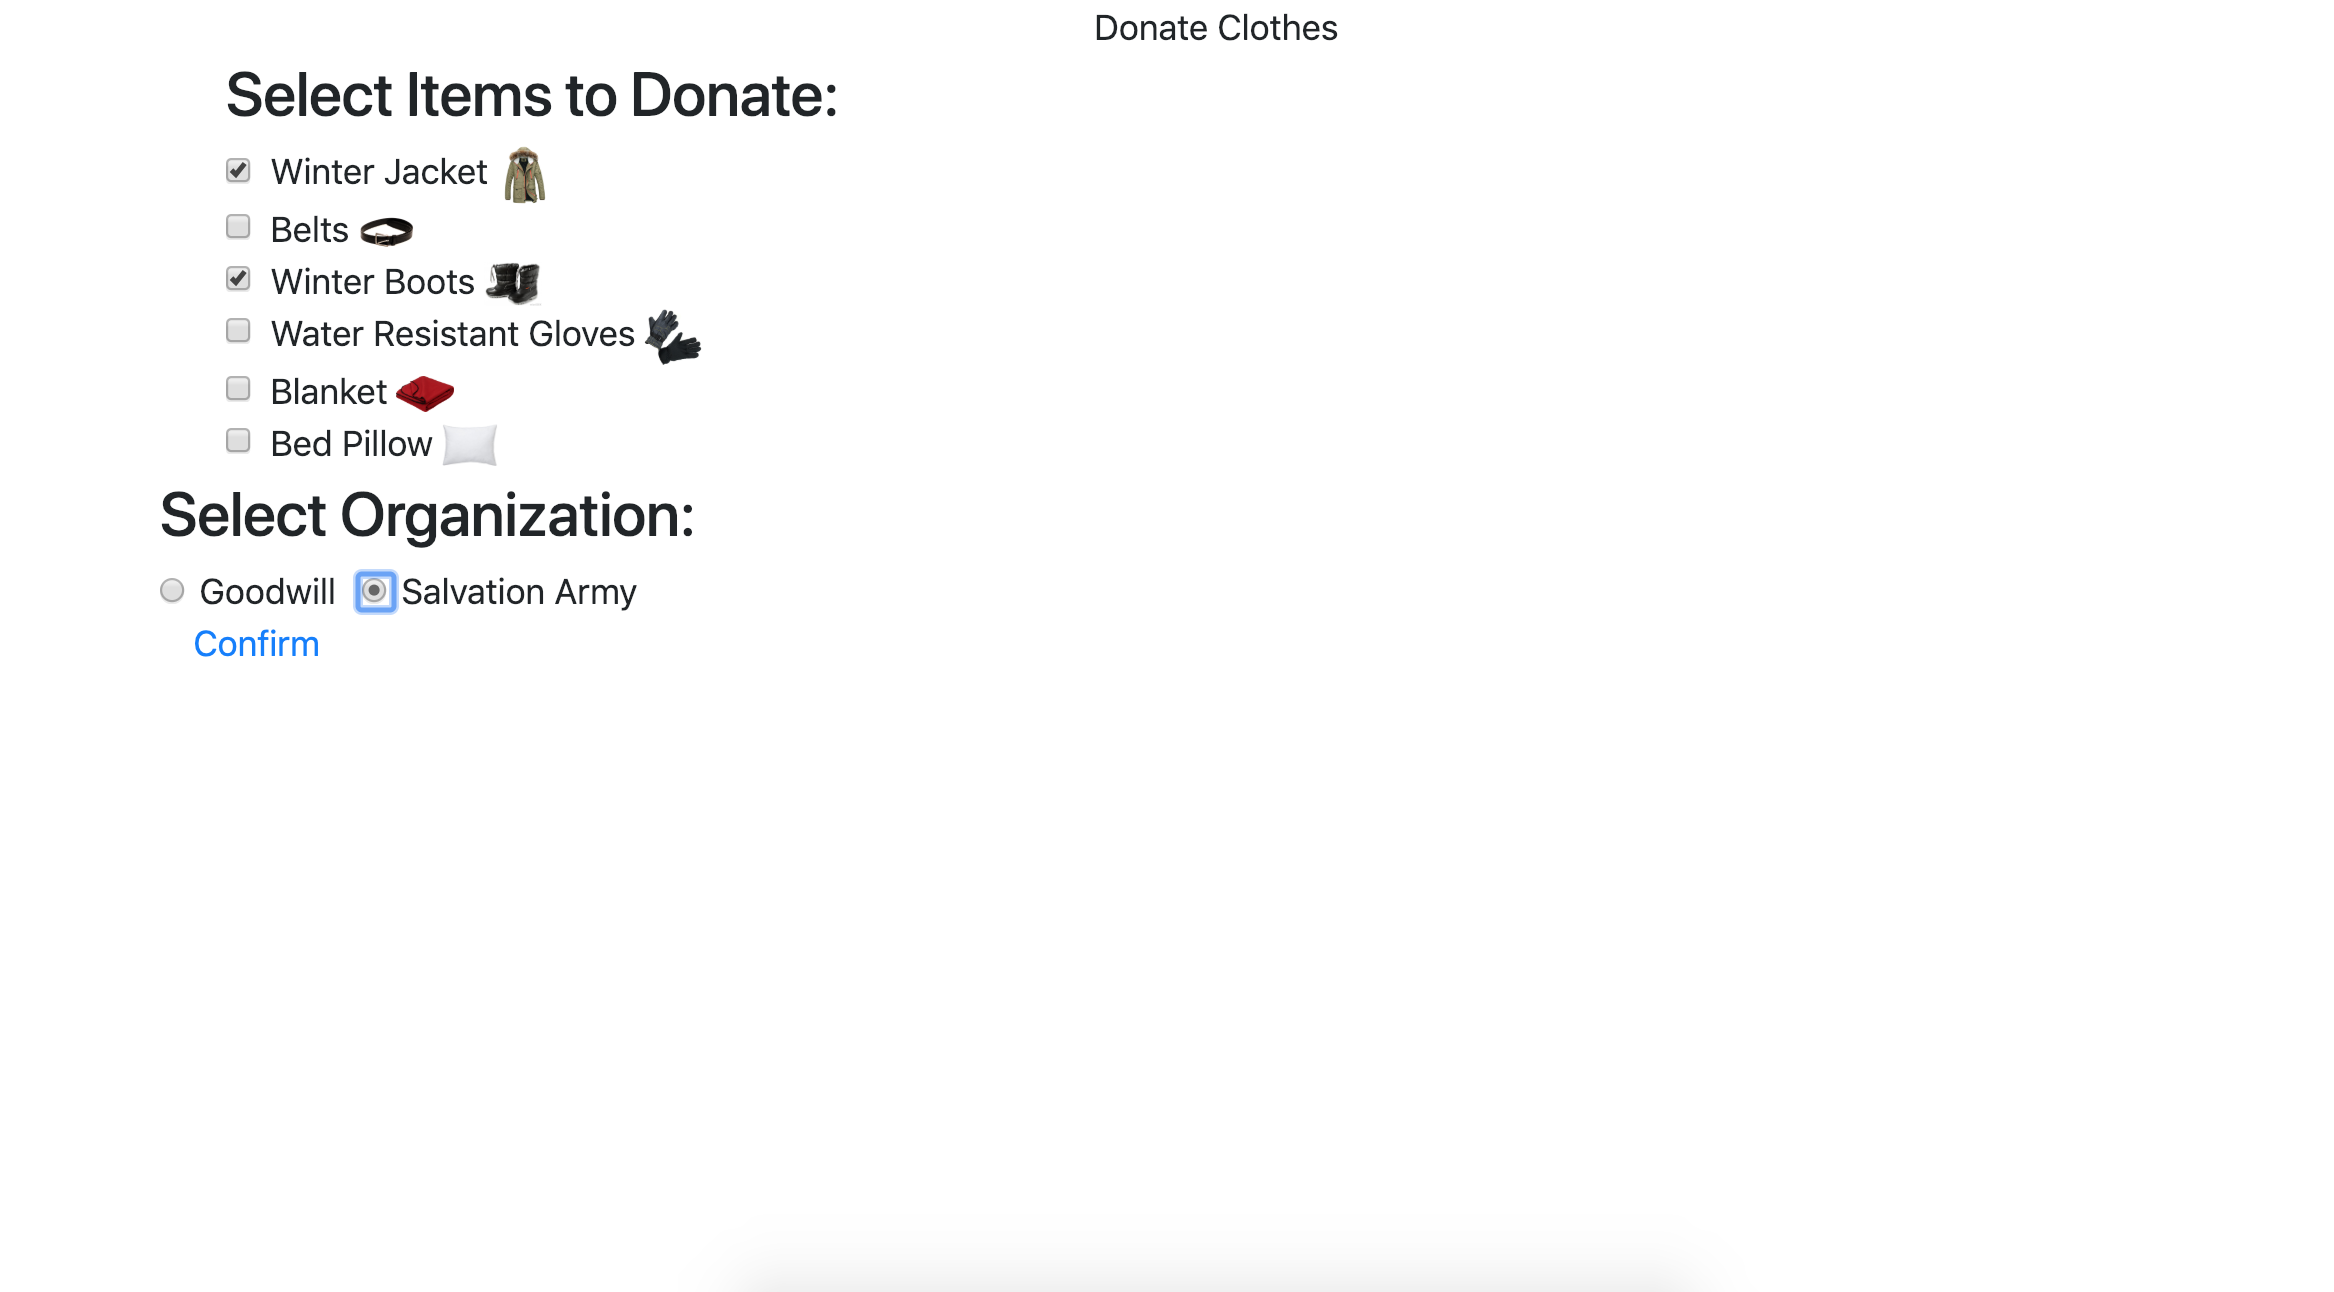 Donate Clothes
Select Items to Donate:
Winter Jacket
Belts
Winter Boots
Water Resistant Gloves
Blanket
Bed Pillow
Select Organization:
Goodwill Salvation Army
Confirm